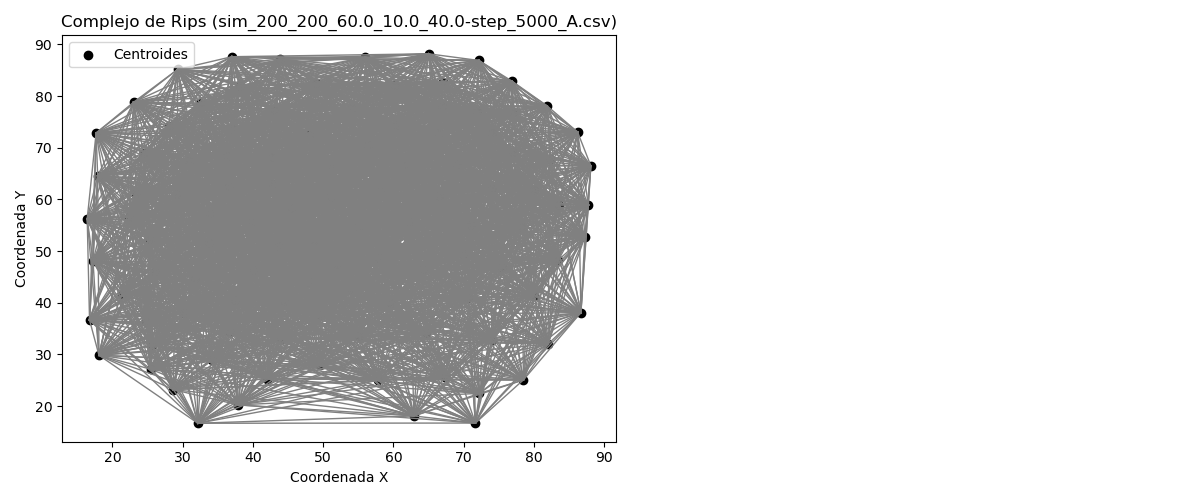 Complejo de Rips (sim_200_200_60.0_10.0_40.0-step_5000_A.csv)
Centroides
Coordenada Y
90
80
70
60
50
40
30
20
20 30 40 50 60 70 80 90
Coordenada X